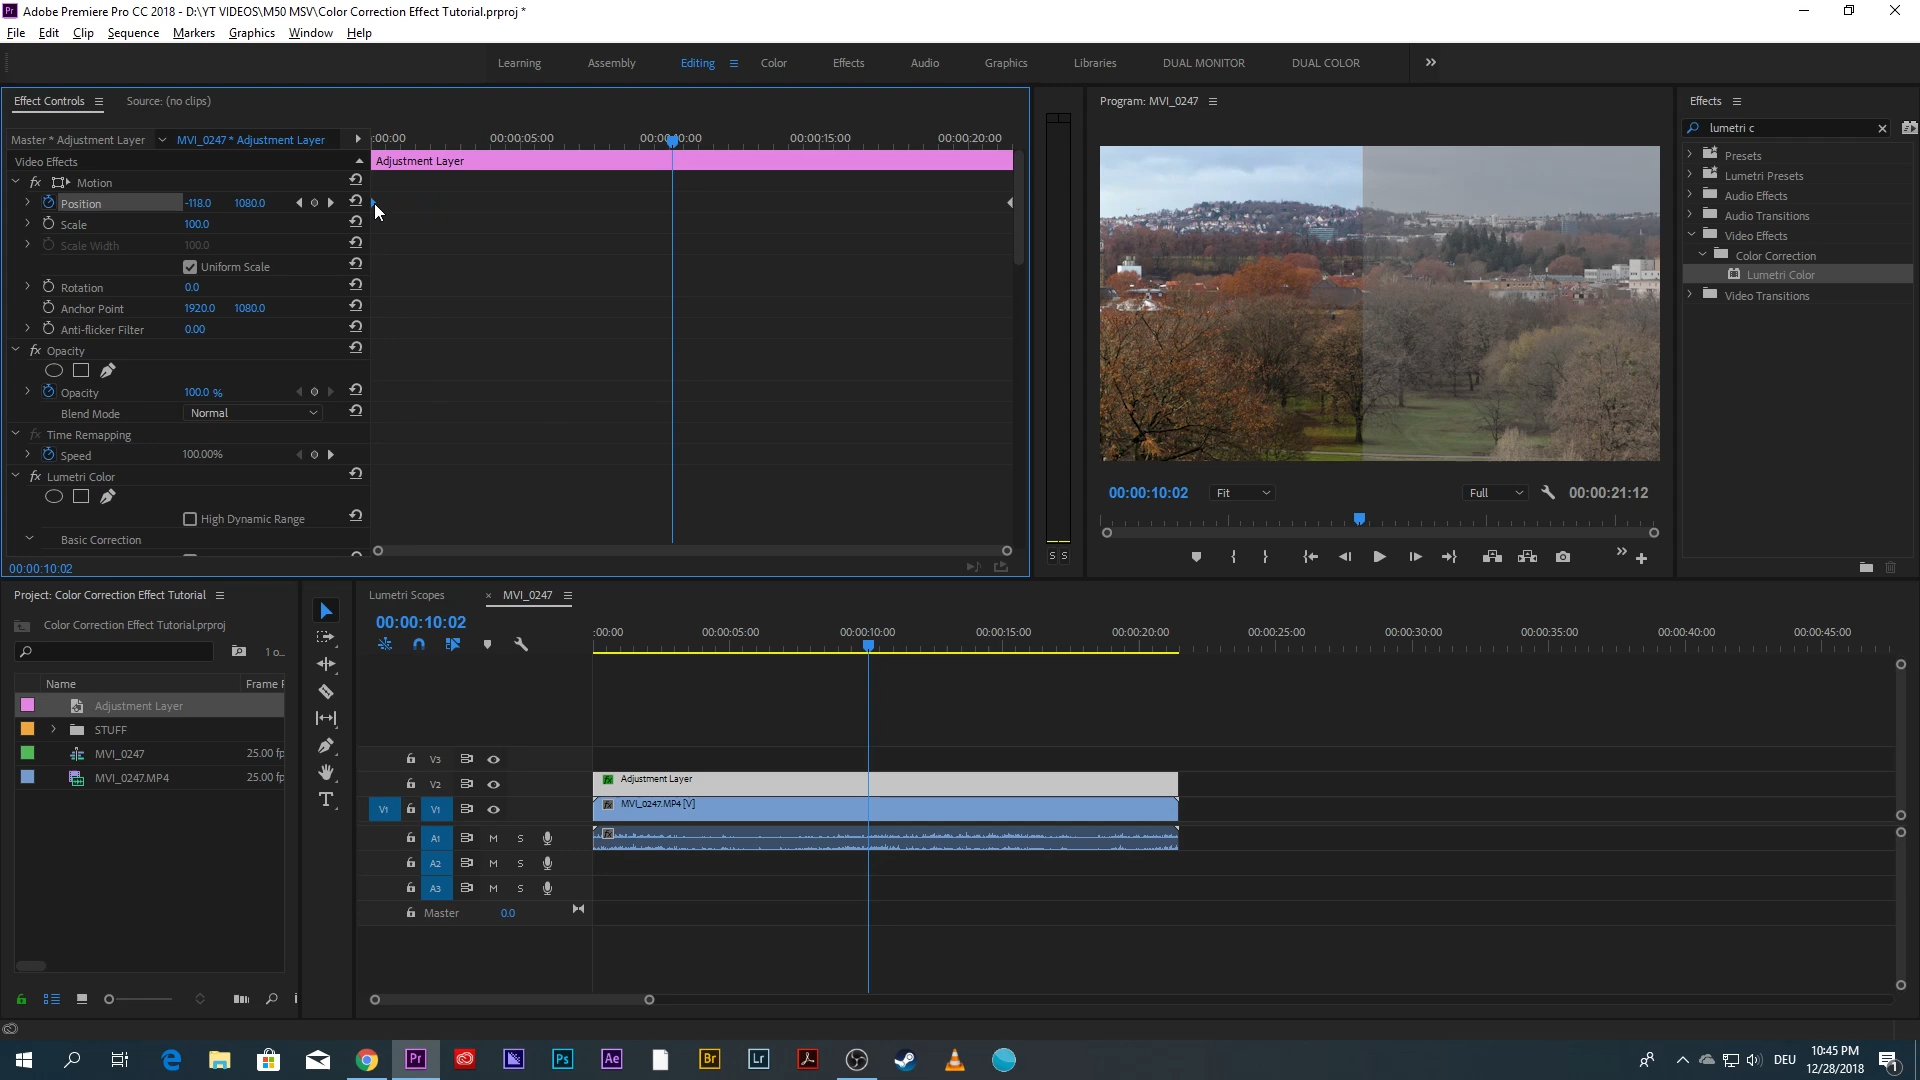 Pr Adobe Premiere Pro CC 2018 - D:\YT VIDEOS\M50 MSV\Color Correction Effect Tutorial.prproj *
File Edit Clip Sequence Markers Graphics Window Help
Learning Assembly Editing Color Effects Audio Graphics Libraries DUAL MONITOR DUAL COLOR
Effect Controls Source: (no clips)
Master * Adjustment Layer MVI_0247 * Adjustment Layer
:00:00 00:00:05:00 00:00:15:00 00:00:20:00
Video Effects
Adjustment Layer
fx Motion
Position -118.0 1080.0
Scale 100.0
Scale Width 100.0
Uniform Scale
Rotation 0.0
Anchor Point 1920.0 1080.0
Anti-flicker Filter 0.00
fx Opacity
Opacity 100.0 %
Blend Mode Normal
fx Time Remapping
Speed 100.00%
fx Lumetri Color
High Dynamic Range
Basic Correction
00:00:10:02
S S
Program: MVI_0247
00:00:10:02 Fit Full 00:00:21:12
Effects
lumetri c
Presets
Lumetri Presets
Audio Effects
Audio Transitions
Video Effects
Color Correction
Lumetri Color
Video Transitions
Project: Color Correction Effect Tutorial
Color Correction Effect Tutorial.prproj
1 o...
Name Frame F
Adjustment Layer
STUFF
MVI_0247 25.00 fp
MVI_0247.MP4 25.00 fp
Lumetri Scopes × MVI_0247
00:00:10:02
:00:00 00:00:05:00 00:00:10:00 00:00:15:00 00:00:20:00 00:00:25:00 00:00:30:00 00:00:35:00 00:00:40:00 00:00:45:00
V3
V2 fx Adjustment Layer
V1 V1 fx MVI_0247.MP4 [V]
A1 M S fx
A2 M S
A3 M S
Master 0.0
Pr Ps Ae Br Lr
DEU
10:45 PM
12/28/2018
1